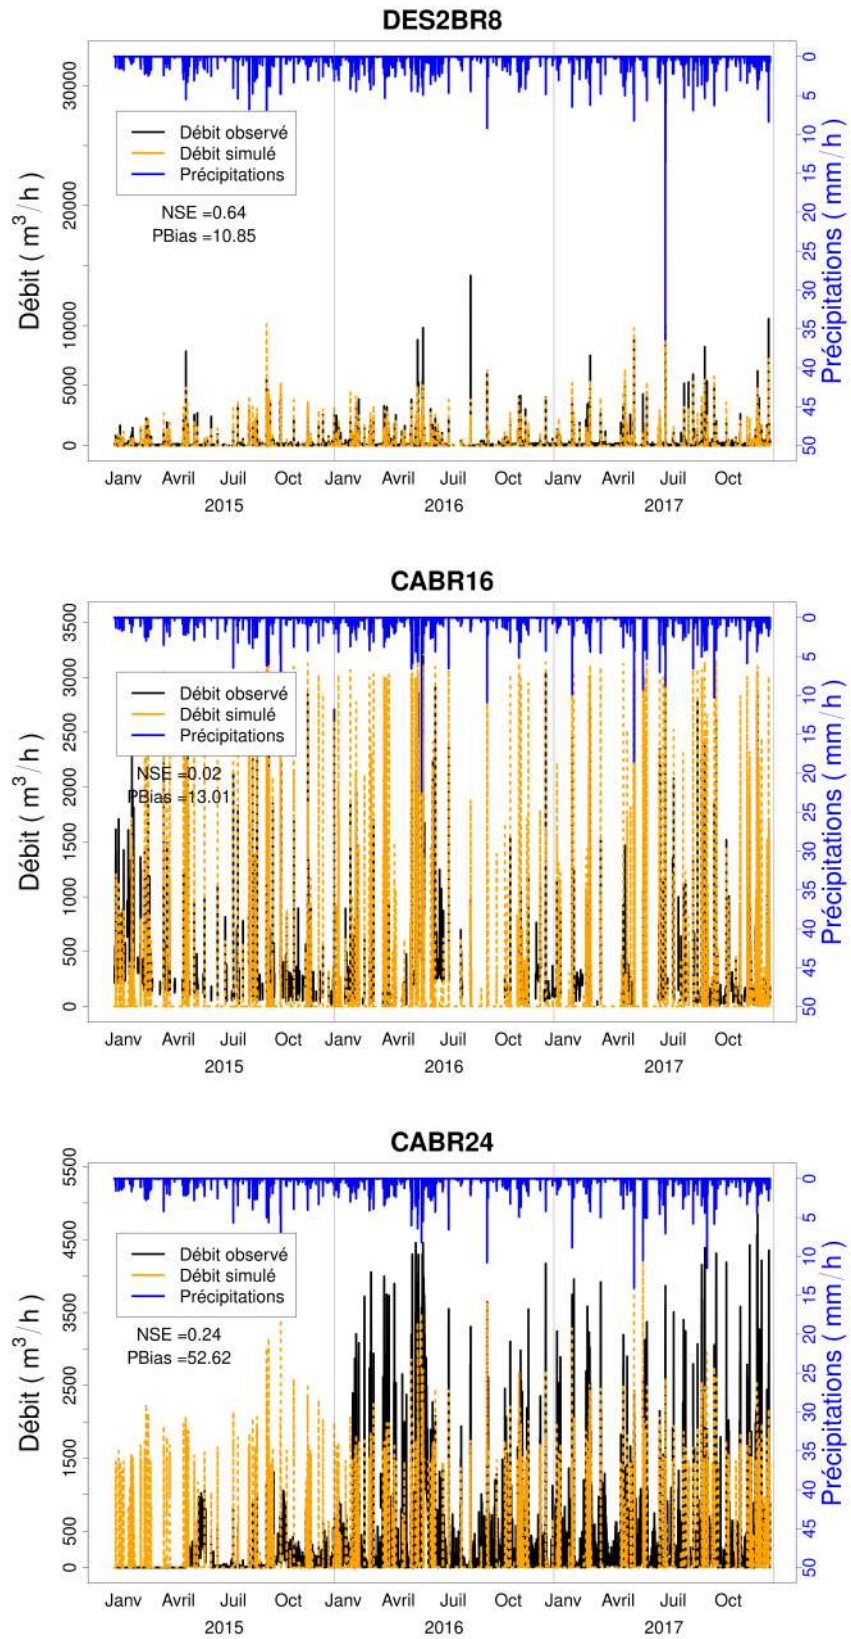 DES2BR8
Débit ( m³/h )
30000
20000
10000
5000
0
Débit observé
Débit simulé
Précipitations
NSE =0.64
PBias =10.85
0
5
10
15
20
25
30
35
40
45
50
Précipitations ( mm/h )
Janv Avril Juil Oct Janv Avril Juil Oct Janv Avril Juil Oct
2015 2016 2017
CABR16
Débit ( m³/h )
3500
3000
2500
2000
1500
1000
500
0
Débit observé
Débit simulé
Précipitations
NSE =0.02
PBias =13.01
0
5
10
15
20
25
30
35
40
45
50
Précipitations ( mm/h )
Janv Avril Juil Oct Janv Avril Juil Oct Janv Avril Juil Oct
2015 2016 2017
CABR24
Débit ( m³/h )
5500
4500
3500
2500
1500
500
0
Débit observé
Débit simulé
Précipitations
NSE =0.24
PBias =52.62
0
5
10
15
20
25
30
35
40
45
50
Précipitations ( mm/h )
Janv Avril Juil Oct Janv Avril Juil Oct Janv Avril Juil Oct
2015 2016 2017